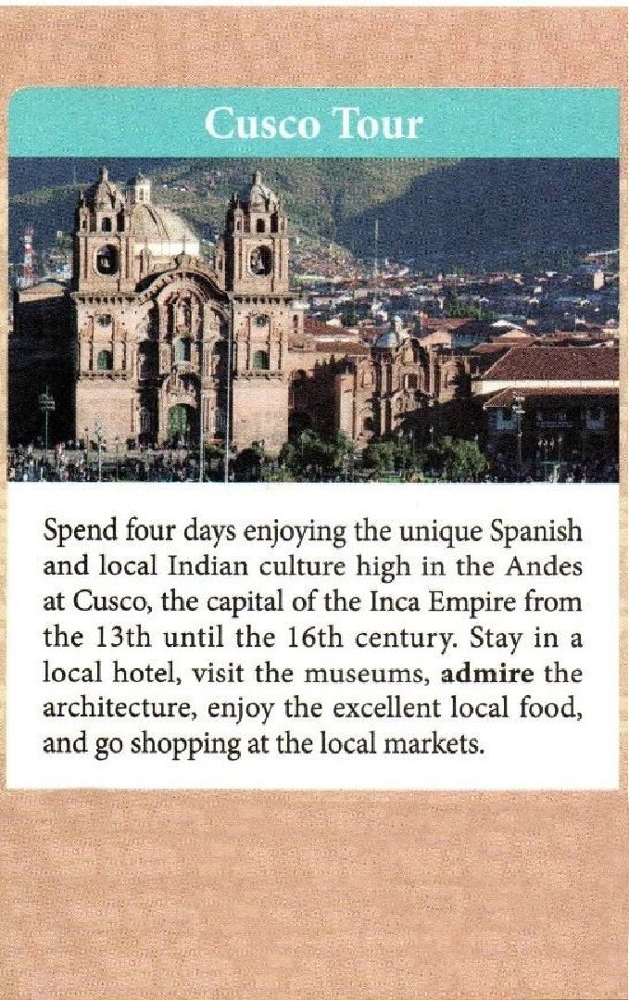 Cusco Tour
Spend four days enjoying the unique Spanish
and local Indian culture high in the Andes
at Cusco, the capital of the Inca Empire from
the 13th until the 16th century. Stay in a
local hotel, visit the museums, admire the
architecture, enjoy the excellent local food,
and go shopping at the local markets.